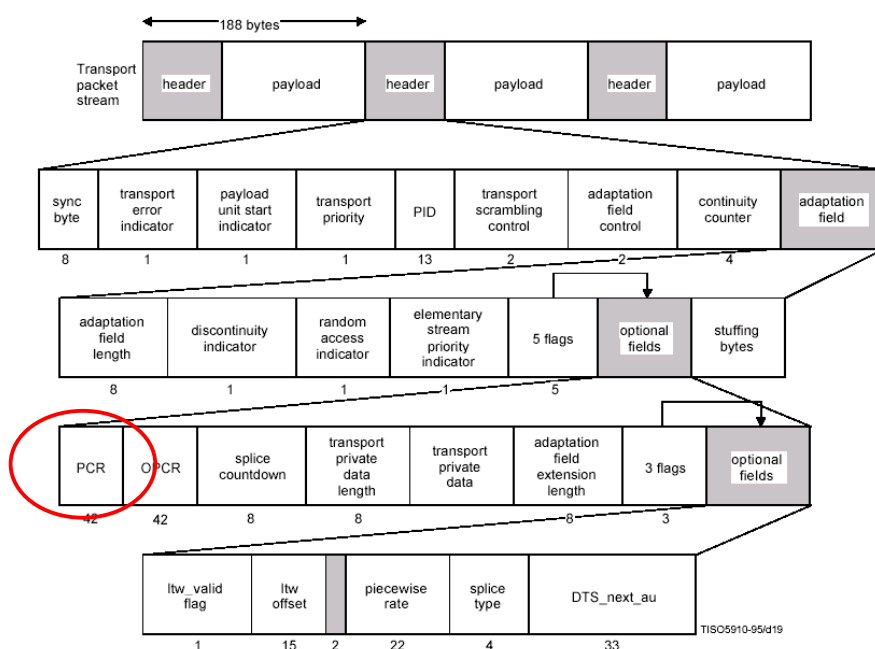 188 bytes
Transport
packet
stream
header
payload
header
payload
header
payload
sync
byte
transport
error
indicator
payload
unit start
indicator
transport
priority
PID
transport
scrambling
control
adaptation
field
control
continuity
counter
adaptation
field
8
1
1
1
13
2
2
4
adaptation
field
length
discontinuity
indicator
random
access
indicator
elementary
stream
priority
indicator
5 flags
optional
fields
stuffing
bytes
8
1
1
1
5
PCR
OPCR
splice
countdown
transport
private
data
length
transport
private
data
adaptation
field
extension
length
3 flags
optional
fields
42
42
8
8
8
3
ltw_valid
flag
ltw
offset
piecewise
rate
splice
type
DTS_next_au
TISO5910-95/d19
1
15
2
22
4
33